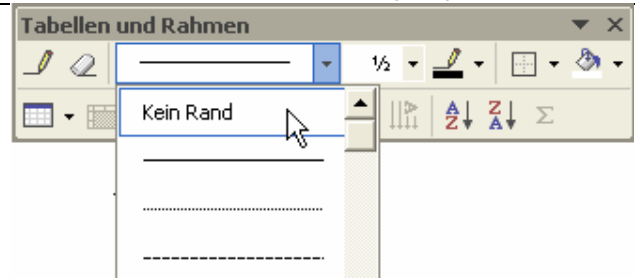 Tabellen und Rahmen
½
Kein Rand
A
A Z
Z A
Σ